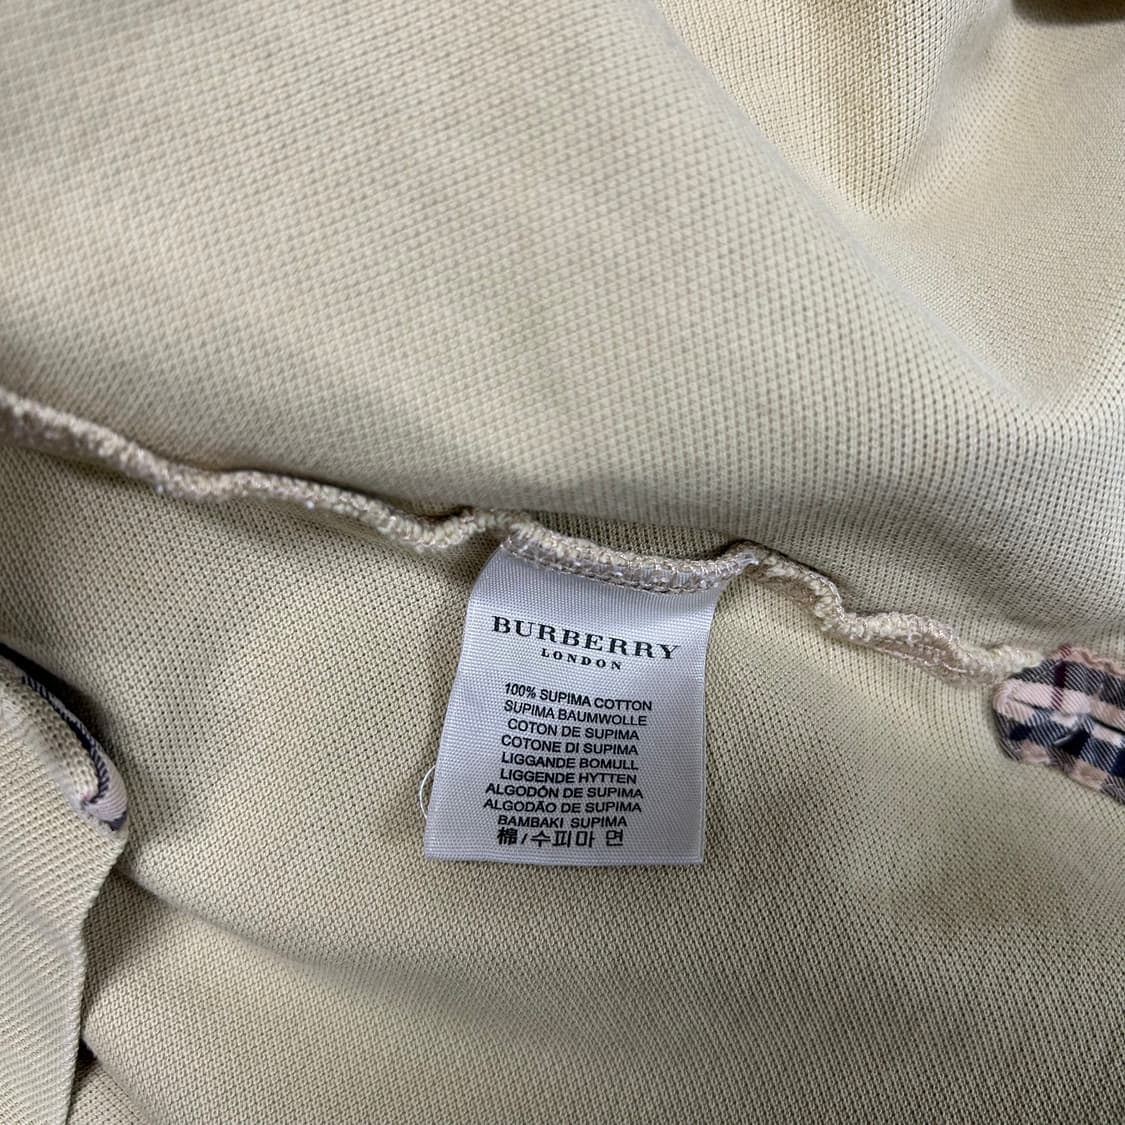 BURBERRY
LONDON
100% SUPIMA COTTON
SUPIMA BAUMWOLLE
COTON DE SUPIMA
COTONE DI SUPIMA
LIGGANDE BOMULL
LIGGENDE HYTTEN
ALGODÓN DE SUPIMA
ALGODÃO DE SUPIMA
BAMBAKI SUPIMA
棉/수피마 면